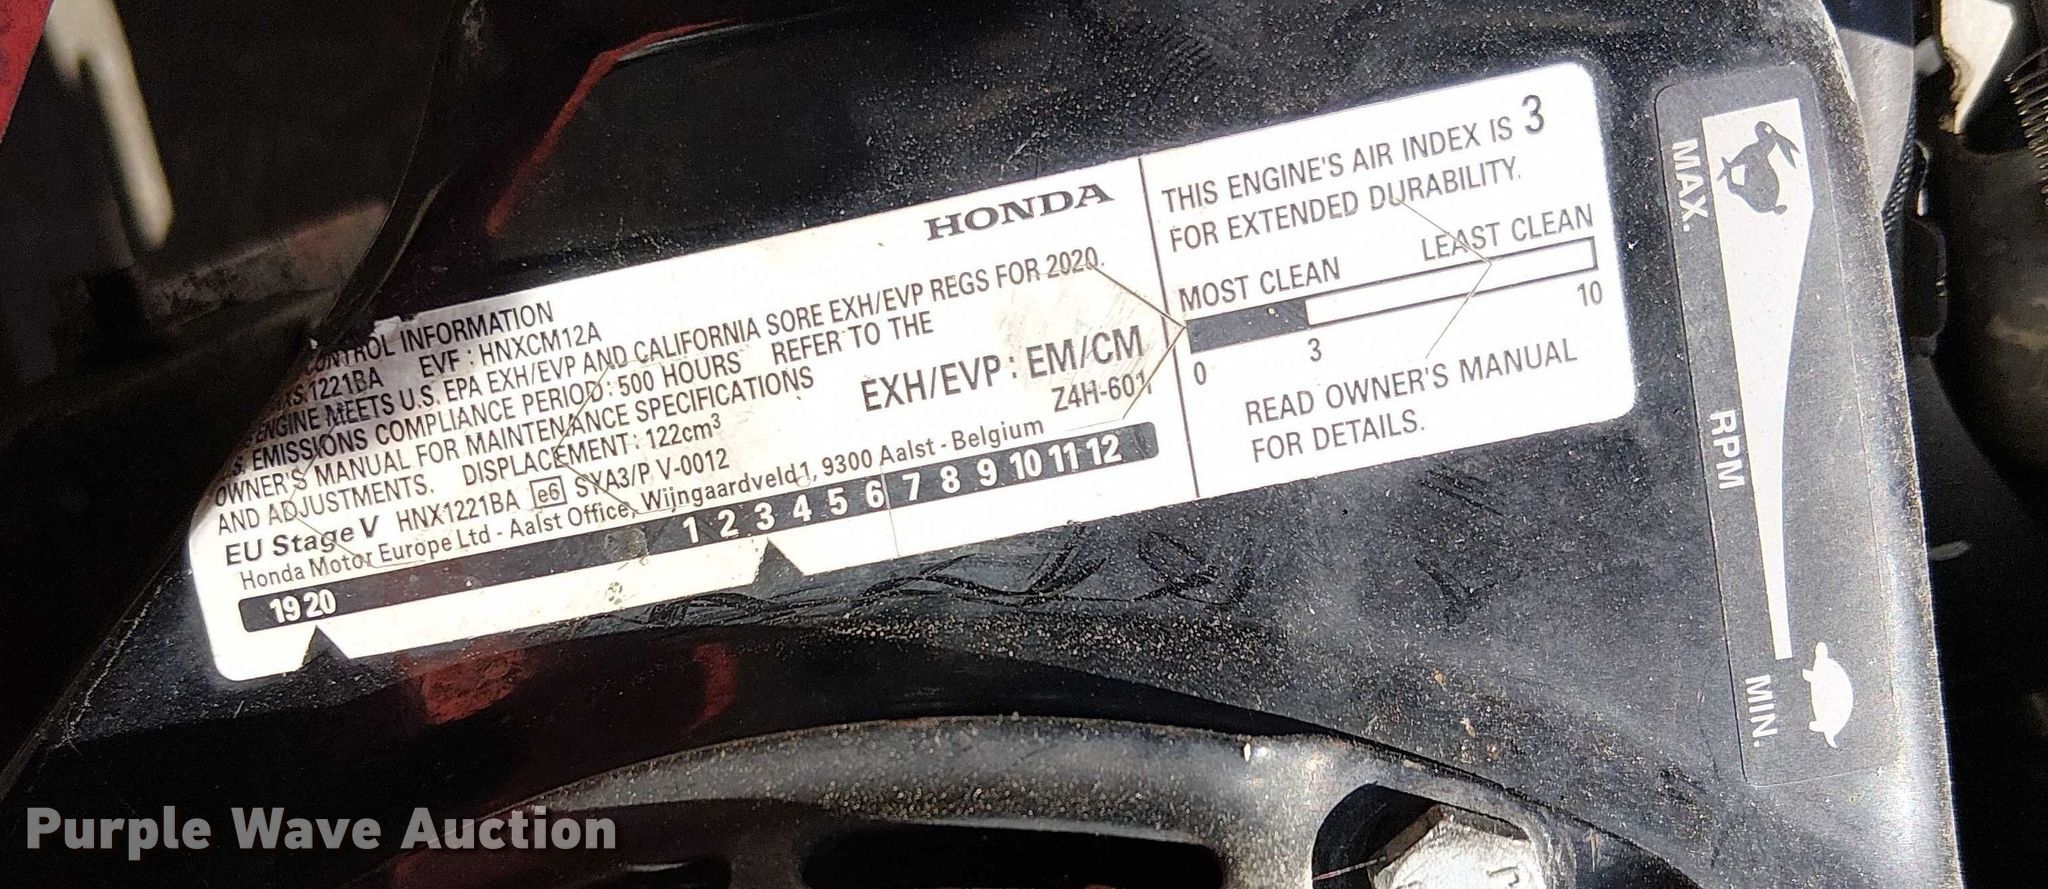 HONDA
CONTROL INFORMATION
EVF : HNXCM12A
ENGINE MEETS U.S. EPA EXH/EVP AND CALIFORNIA SORE EXH/EVP REGS FOR 2020.
EMISSIONS COMPLIANCE PERIOD: 500 HOURS REFER TO THE
OWNER'S MANUAL FOR MAINTENANCE SPECIFICATIONS
AND ADJUSTMENTS. DISPLACEMENT : 122cm³
EXH/EVP : EM/CM
Z4H-601
EU Stage V HNX1221BA e6 SYA3/P V-0012
Honda Motor Europe Ltd - Aalst Office, Wijngaardveld 1, 9300 Aalst - Belgium
19 20 1 2 3 4 5 6 7 8 9 10 11 12
THIS ENGINE'S AIR INDEX IS 3
FOR EXTENDED DURABILITY.
MOST CLEAN LEAST CLEAN
0 3 10
READ OWNER'S MANUAL
FOR DETAILS.
MAX.
RPM
MIN.
Purple Wave Auction